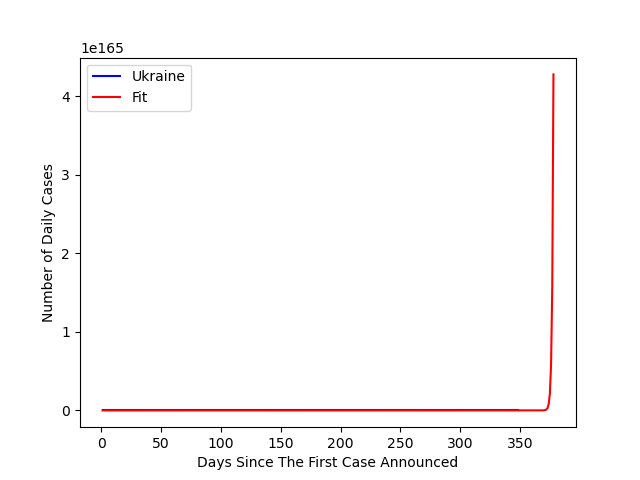 1e165
Ukraine
Fit
4
3
2
1
0
Number of Daily Cases
0 50 100 150 200 250 300 350
Days Since The First Case Announced